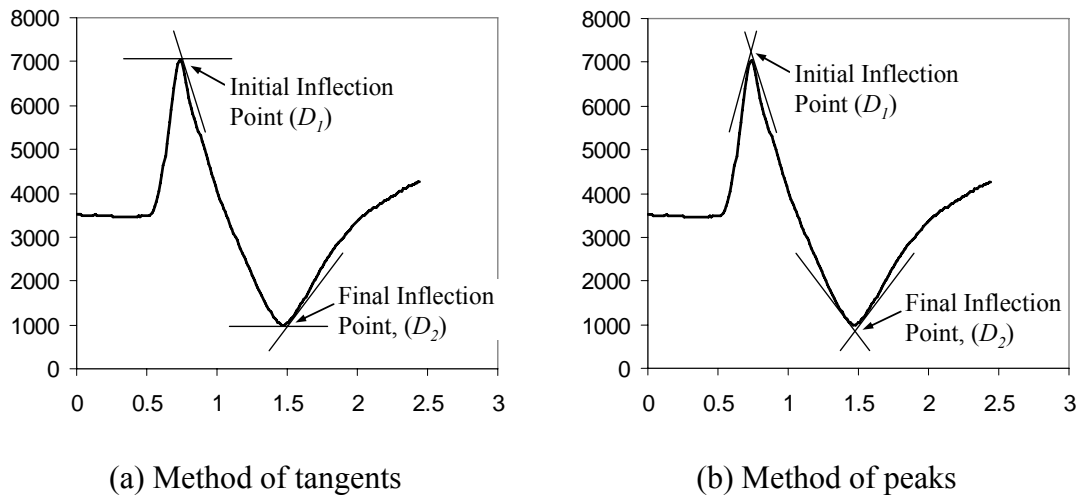 8000
7000
6000
5000
4000
3000
2000
1000
0
0 0.5 1 1.5 2 2.5 3
Initial Inflection
Point (D1)
Final Inflection
Point, (D2)
(a) Method of tangents
8000
7000
6000
5000
4000
3000
2000
1000
0
0 0.5 1 1.5 2 2.5 3
Initial Inflection
Point (D1)
Final Inflection
Point, (D2)
(b) Method of peaks